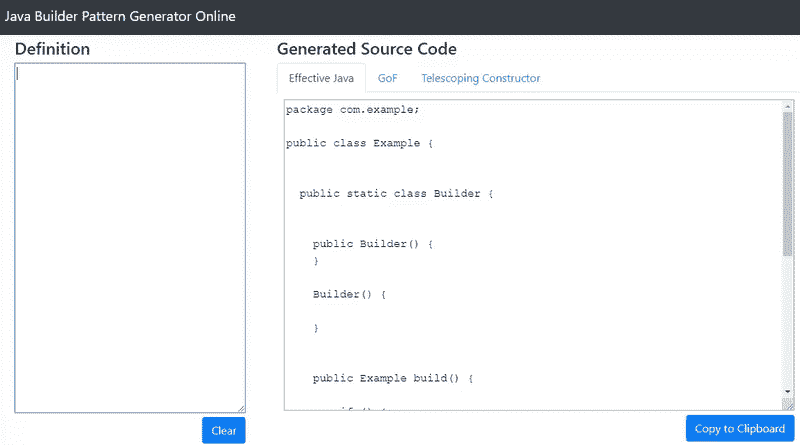 Java Builder Pattern Generator Online
Definition
Generated Source Code
Effective Java
GoF
Telescoping Constructor
package com.example;
public class Example {
public static class Builder {
public Builder() {
}
Builder() {
}
public Example build() {
Clear
Copy to Clipboard